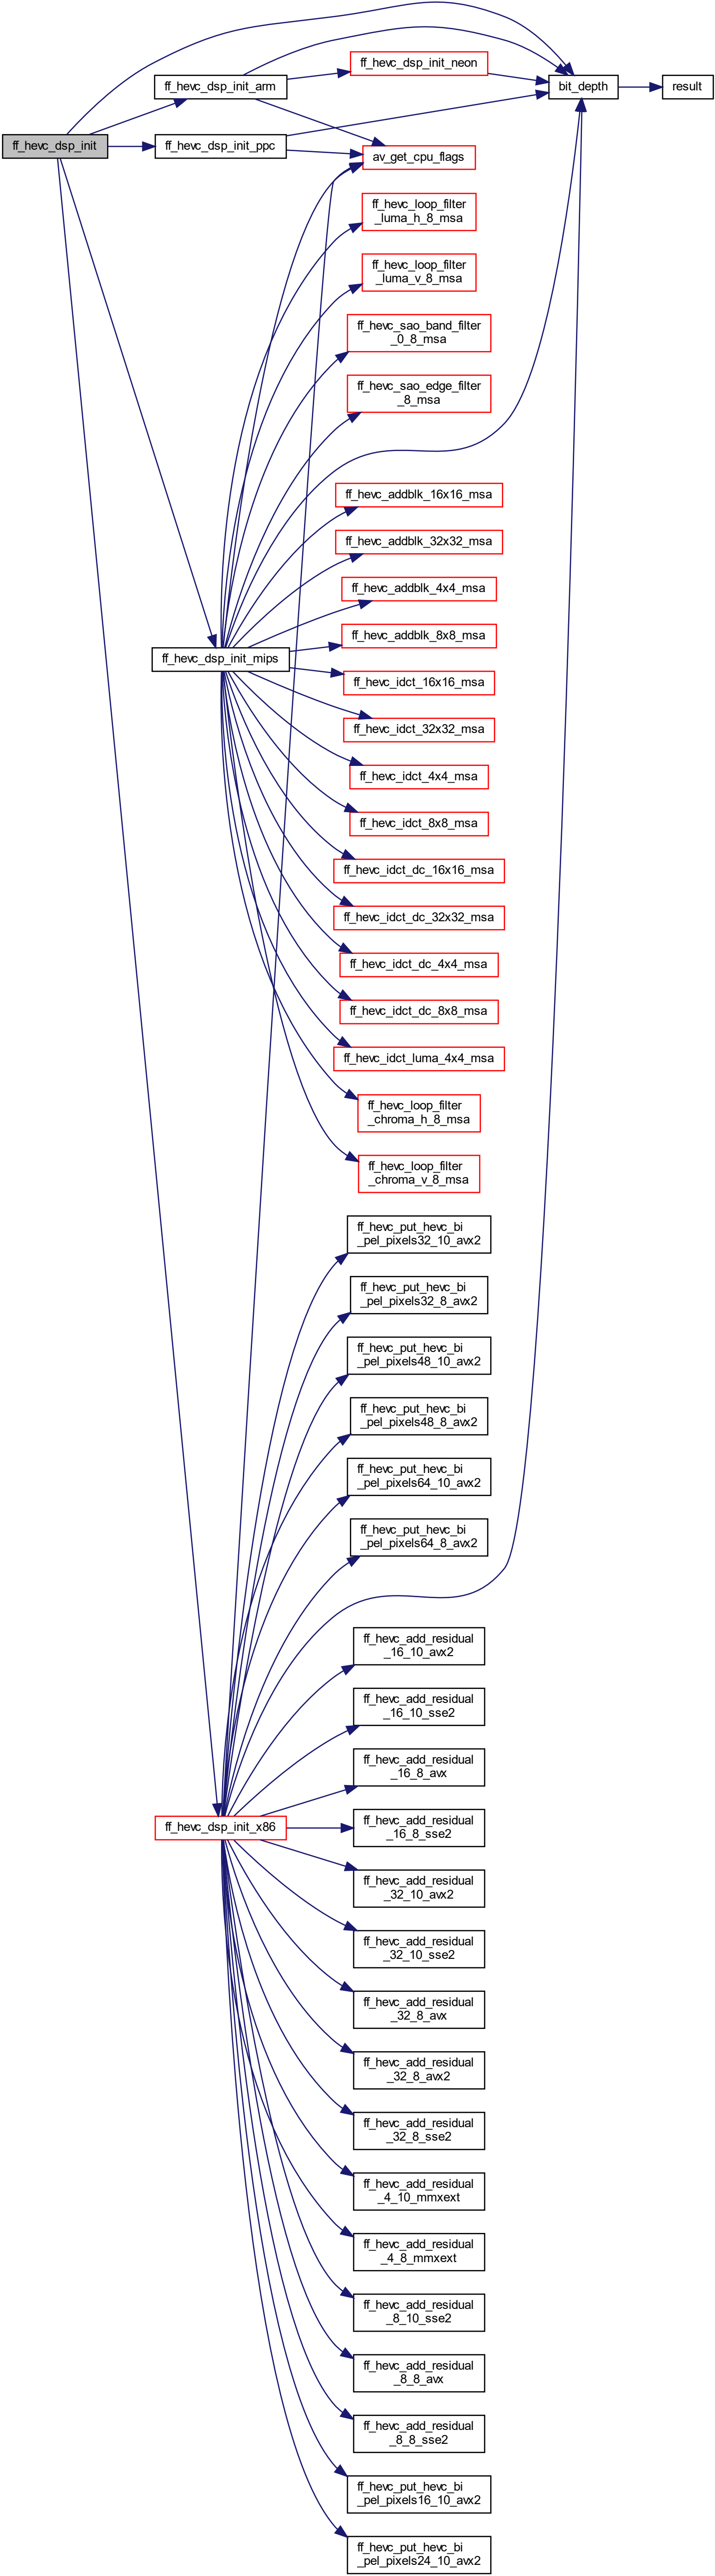 ff_hevc_dsp_init
ff_hevc_dsp_init_arm
ff_hevc_dsp_init_neon
bit_depth
result
ff_hevc_dsp_init_ppc
av_get_cpu_flags
ff_hevc_loop_filter
_luma_h_8_msa
ff_hevc_loop_filter
_luma_v_8_msa
ff_hevc_sao_band_filter
_0_8_msa
ff_hevc_sao_edge_filter
_8_msa
ff_hevc_addblk_16x16_msa
ff_hevc_addblk_32x32_msa
ff_hevc_addblk_4x4_msa
ff_hevc_addblk_8x8_msa
ff_hevc_dsp_init_mips
ff_hevc_idct_16x16_msa
ff_hevc_idct_32x32_msa
ff_hevc_idct_4x4_msa
ff_hevc_idct_8x8_msa
ff_hevc_idct_dc_16x16_msa
ff_hevc_idct_dc_32x32_msa
ff_hevc_idct_dc_4x4_msa
ff_hevc_idct_dc_8x8_msa
ff_hevc_idct_luma_4x4_msa
ff_hevc_loop_filter
_chroma_h_8_msa
ff_hevc_loop_filter
_chroma_v_8_msa
ff_hevc_put_hevc_bi
_pel_pixels32_10_avx2
ff_hevc_put_hevc_bi
_pel_pixels32_8_avx2
ff_hevc_put_hevc_bi
_pel_pixels48_10_avx2
ff_hevc_put_hevc_bi
_pel_pixels48_8_avx2
ff_hevc_put_hevc_bi
_pel_pixels64_10_avx2
ff_hevc_put_hevc_bi
_pel_pixels64_8_avx2
ff_hevc_add_residual
_16_10_avx2
ff_hevc_add_residual
_16_10_sse2
ff_hevc_add_residual
_16_8_avx
ff_hevc_dsp_init_x86
ff_hevc_add_residual
_16_8_sse2
ff_hevc_add_residual
_32_10_avx2
ff_hevc_add_residual
_32_10_sse2
ff_hevc_add_residual
_32_8_avx
ff_hevc_add_residual
_32_8_avx2
ff_hevc_add_residual
_32_8_sse2
ff_hevc_add_residual
_4_10_mmxext
ff_hevc_add_residual
_4_8_mmxext
ff_hevc_add_residual
_8_10_sse2
ff_hevc_add_residual
_8_8_avx
ff_hevc_add_residual
_8_8_sse2
ff_hevc_put_hevc_bi
_pel_pixels16_10_avx2
ff_hevc_put_hevc_bi
_pel_pixels24_10_avx2